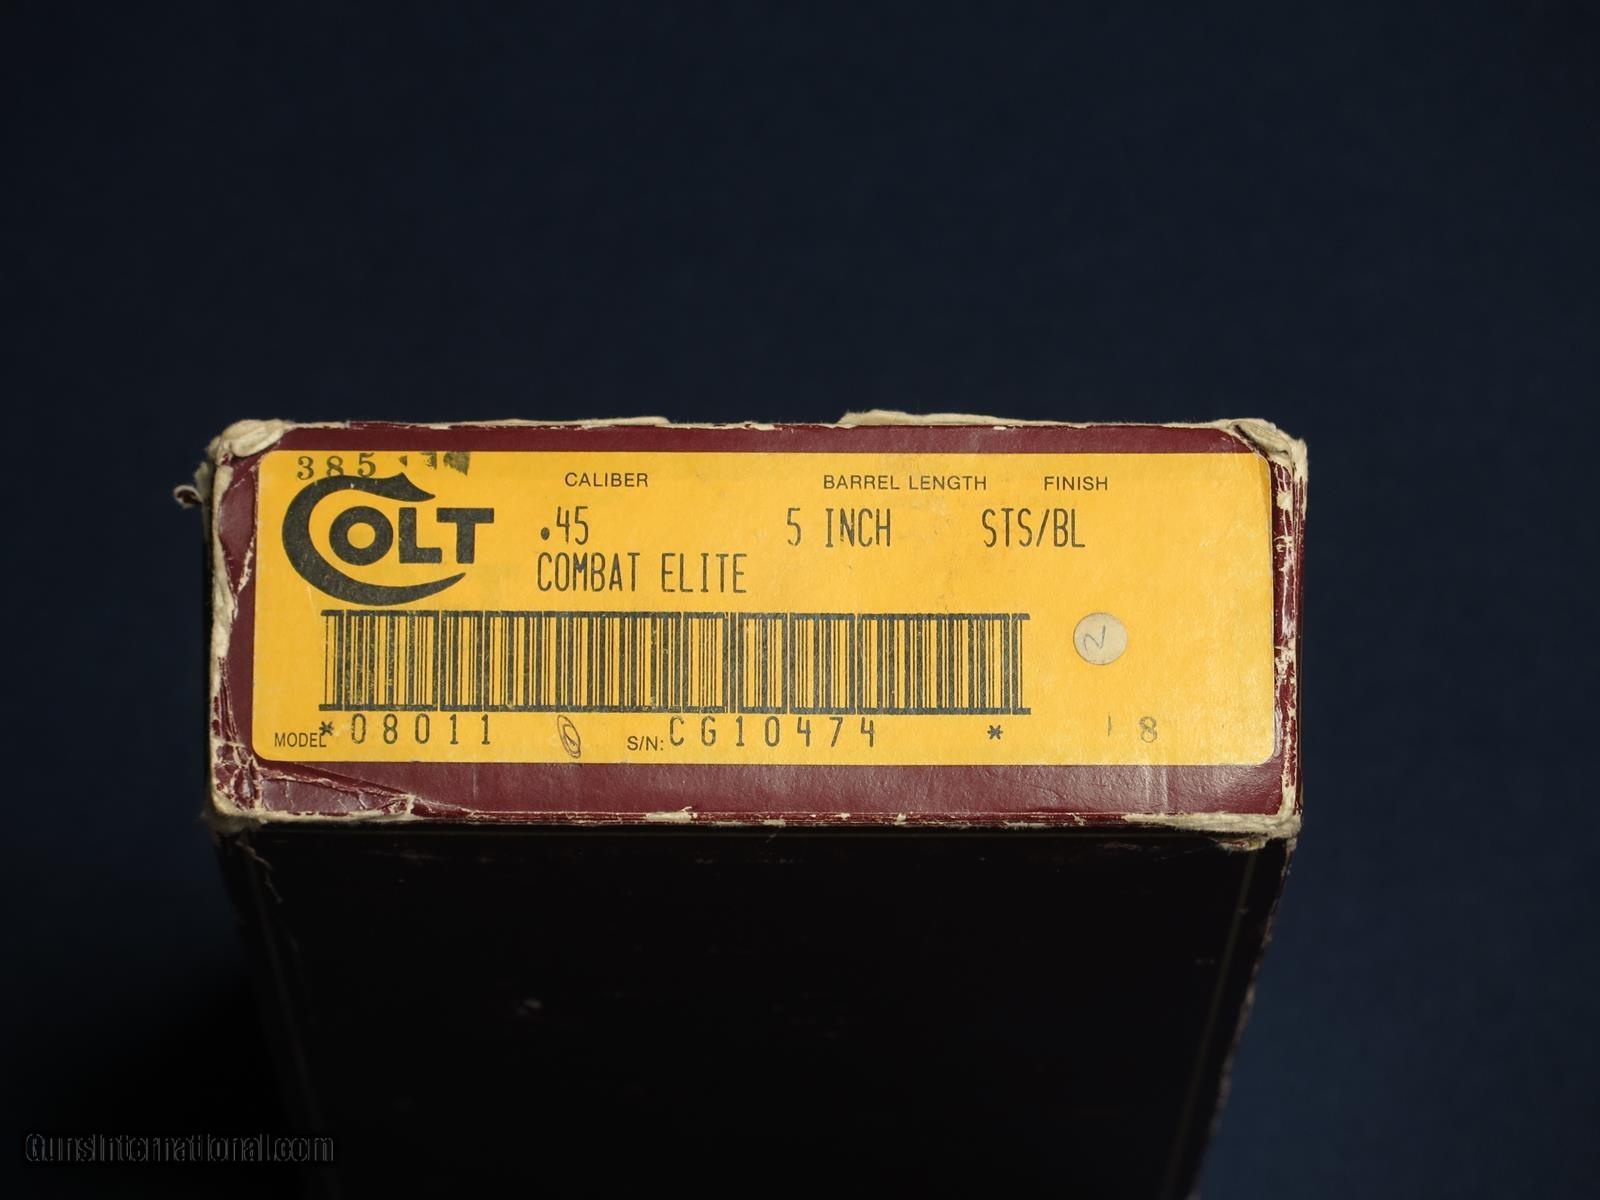 385
COLT
CALIBER BARREL LENGTH FINISH
.45 5 INCH STS/BL
COMBAT ELITE
2
MODEL *08011 S/N: CG10474 * 8
GunsInternational.com